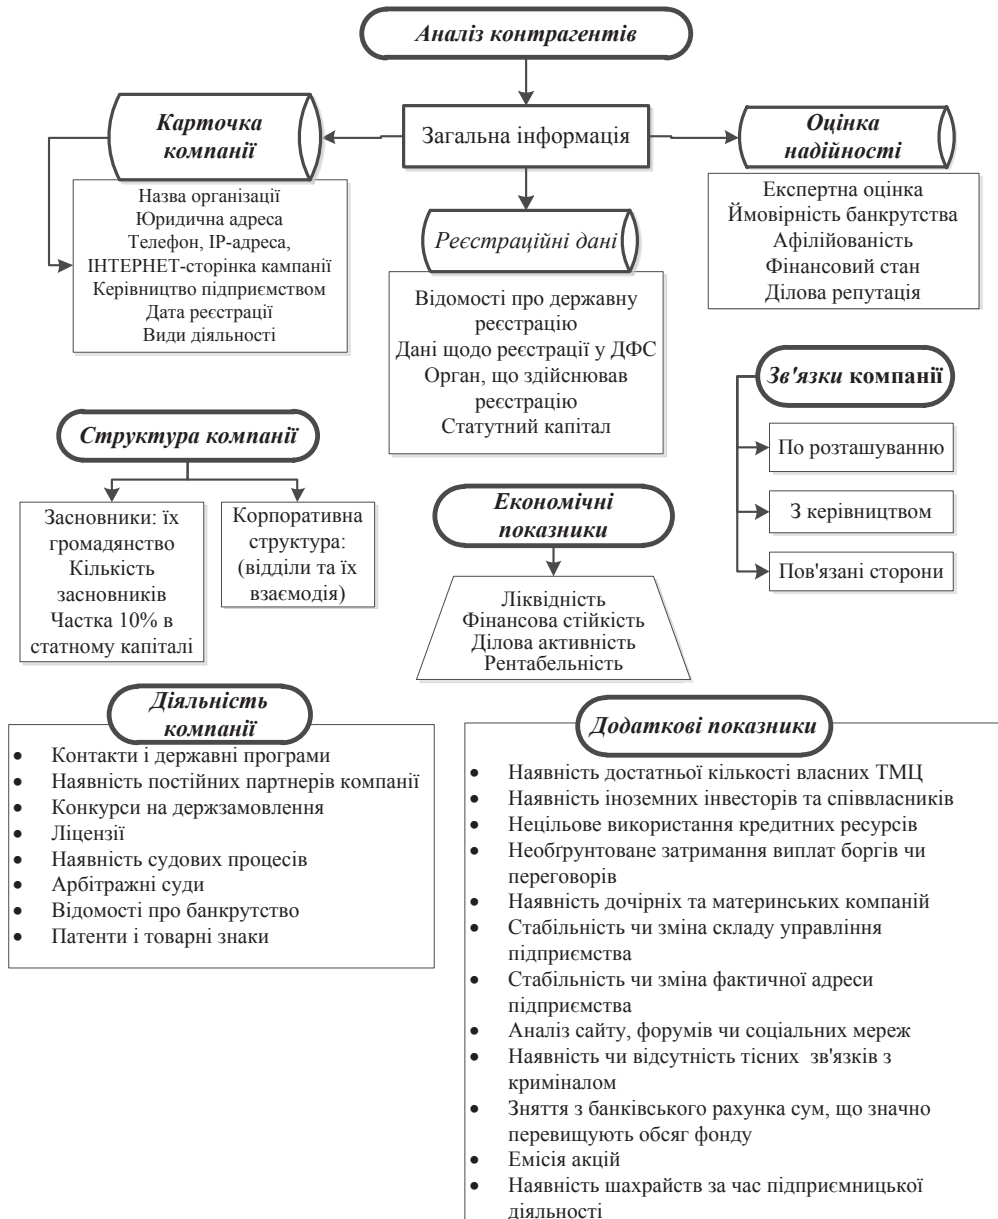 Аналіз контрагентів
Карточка
компанії
Загальна інформація
Оцінка
надійності
Назва організації
Юридична адреса
Телефон, IP-адреса,
ІНТЕРНЕТ-сторінка кампанії
Керівництво підприємством
Дата реєстрації
Види діяльності
Реєстраційні дані
Відомості про державну
реєстрацію
Дані щодо реєстрації у ДФС
Орган, що здійснював
реєстрацію
Статутний капітал
Експертна оцінка
Ймовірність банкрутства
Афілійованість
Фінансовий стан
Ділова репутація
Зв'язки компанії
По розташуванню
З керівництвом
Пов'язані сторони
Структура компанії
Засновники: їх
громадянство
Кількість
засновників
Частка 10% в
статному капіталі
Корпоративна
структура:
(відділи та їх
взаємодія)
Економічні
показники
Ліквідність
Фінансова стійкість
Ділова активність
Рентабельність
Діяльність
компанії
• Контакти і державні програми
• Наявність постійних партнерів компанії
• Конкурси на держзамовлення
• Ліцензії
• Наявність судових процесів
• Арбітражні суди
• Відомості про банкрутство
• Патенти і товарні знаки
Додаткові показники
• Наявність достатньої кількості власних ТМЦ
• Наявність іноземних інвесторів та співвласників
• Нецільове використання кредитних ресурсів
• Необґрунтоване затримання виплат боргів чи
переговорів
• Наявність дочірніх та материнських компаній
• Стабільність чи зміна складу управління
підприємства
• Стабільність чи зміна фактичної адреси
підприємства
• Аналіз сайту, форумів чи соціальних мереж
• Наявність чи відсутність тісних зв'язків з
криміналом
• Зняття з банківського рахунка сум, що значно
перевищують обсяг фонду
• Емісія акцій
• Наявність шахрайств за час підприємницької
діяльності